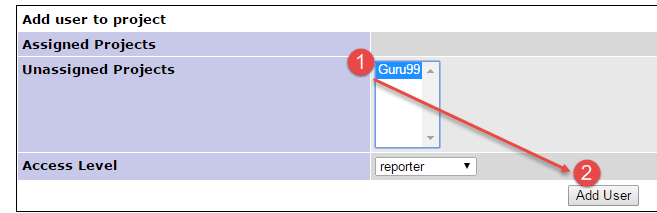 Add user to project
Assigned Projects
Unassigned Projects
1
Guru99
Access Level
reporter
2
Add User